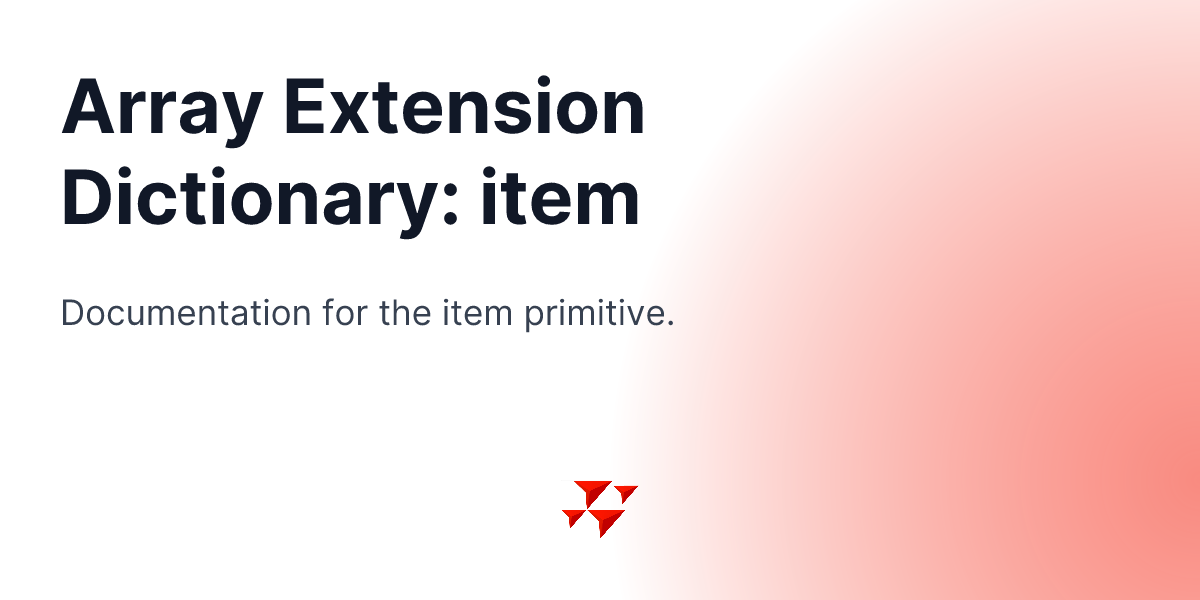 Array Extension
Dictionary: item
Documentation for the item primitive.